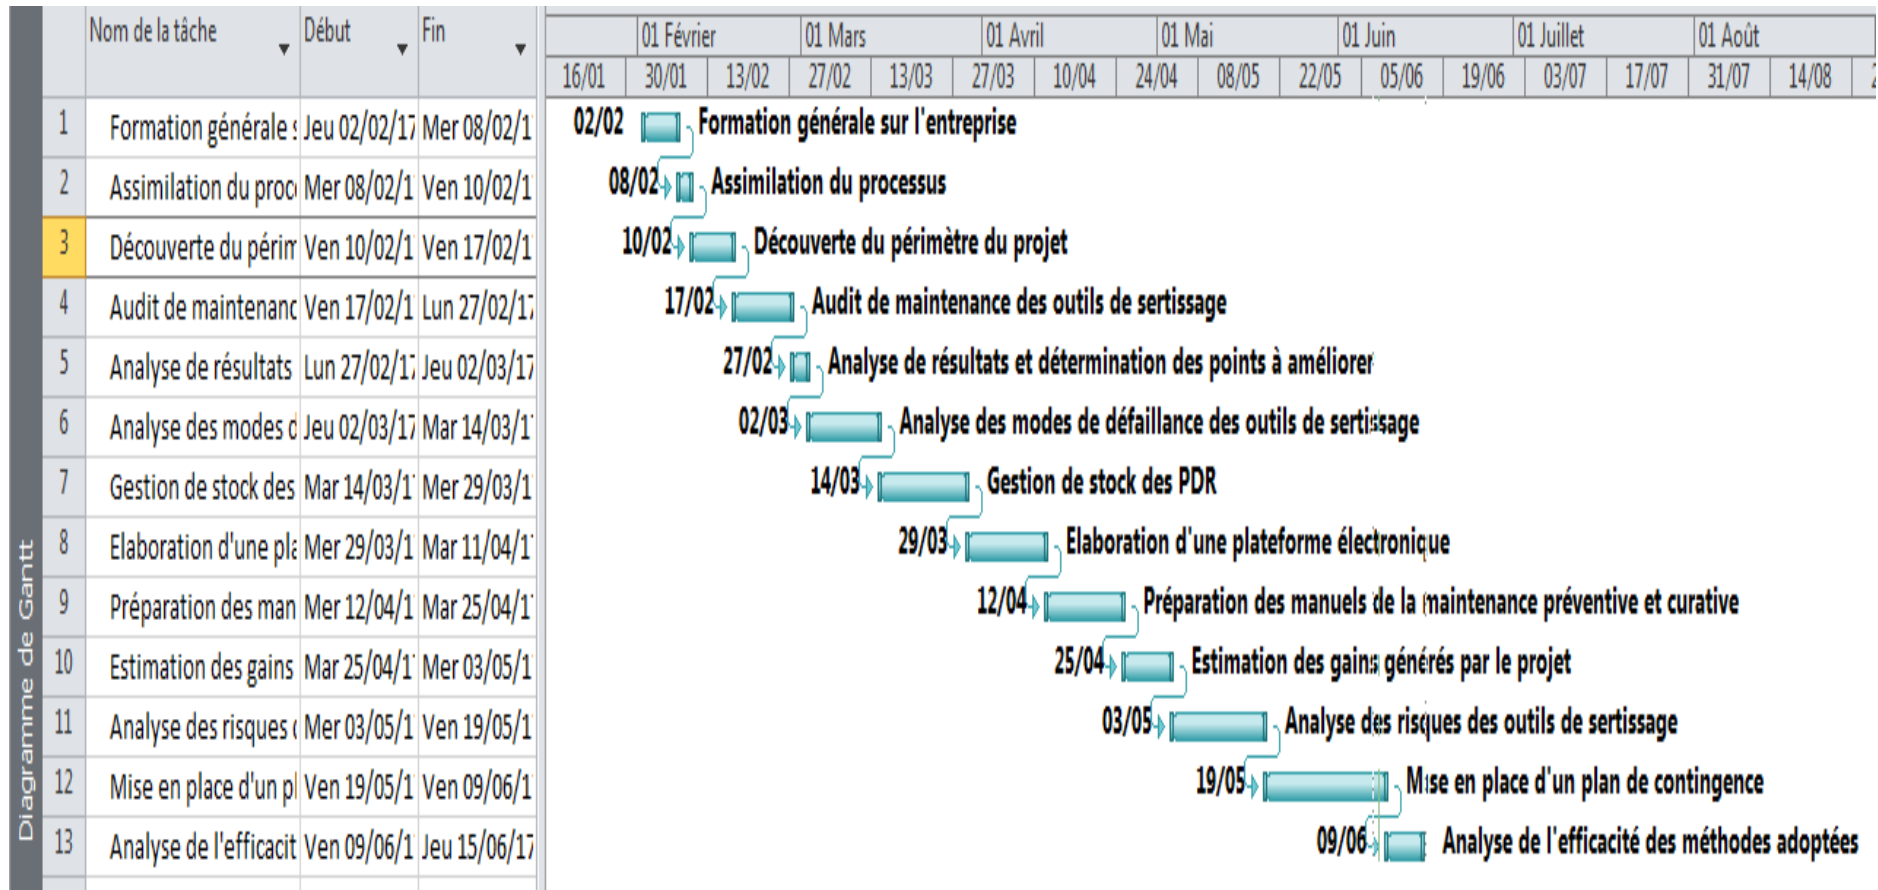 Nom de la tâche Début Fin 01 Février 01 Mars 01 Avril 01 Mai 01 Juin 01 Juillet 01 Août
16/01 30/01 13/02 27/02 13/03 27/03 10/04 24/04 08/05 22/05 05/06 19/06 03/07 17/07 31/07 14/08
1 Formation générale s Jeu 02/02/17 Mer 08/02/1 02/02 Formation générale sur l'entreprise
2 Assimilation du proc Mer 08/02/1 Ven 10/02/1 08/02 Assimilation du processus
3 Découverte du périm Ven 10/02/1 Ven 17/02/1 10/02 Découverte du périmètre du projet
4 Audit de maintenanc Ven 17/02/1 Lun 27/02/17 17/02 Audit de maintenance des outils de sertissage
5 Analyse de résultats Lun 27/02/17 Jeu 02/03/17 27/02 Analyse de résultats et détermination des points à améliorer
6 Analyse des modes d Jeu 02/03/17 Mar 14/03/1 02/03 Analyse des modes de défaillance des outils de sertissage
7 Gestion de stock des Mar 14/03/1 Mer 29/03/1 14/03 Gestion de stock des PDR
8 Elaboration d'une pla Mer 29/03/1 Mar 11/04/1 29/03 Elaboration d'une plateforme électronique
9 Préparation des man Mer 12/04/1 Mar 25/04/1 12/04 Préparation des manuels de la maintenance préventive et curative
10 Estimation des gains Mar 25/04/1 Mer 03/05/1 25/04 Estimation des gains générés par le projet
11 Analyse des risques Mer 03/05/1 Ven 19/05/1 03/05 Analyse des risques des outils de sertissage
12 Mise en place d'un pl Ven 19/05/1 Ven 09/06/1 19/05 Mise en place d'un plan de contingence
13 Analyse de l'efficacit Ven 09/06/1 Jeu 15/06/17 09/06 Analyse de l'efficacité des méthodes adoptées
Diagramme de Gantt